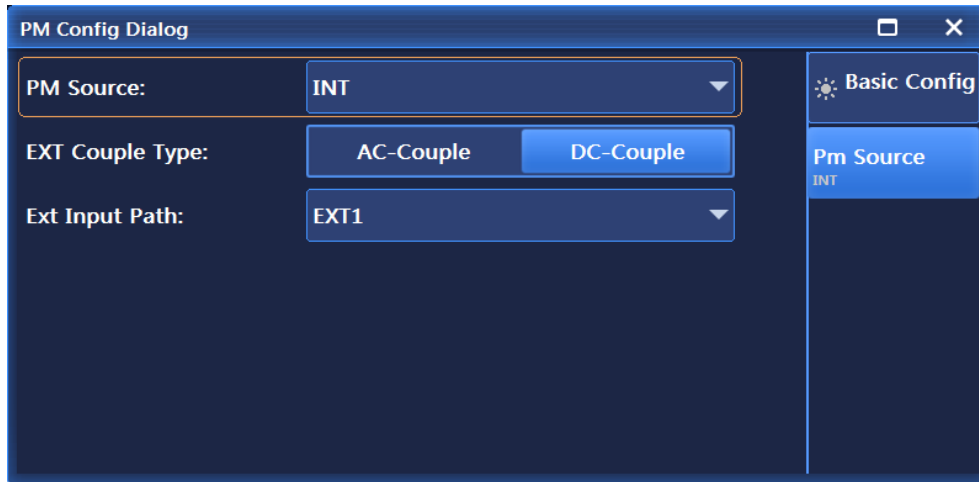 PM Config Dialog
PM Source:
INT
EXT Couple Type:
AC-Couple
DC-Couple
Ext Input Path:
EXT1
Basic Config
Pm Source
INT